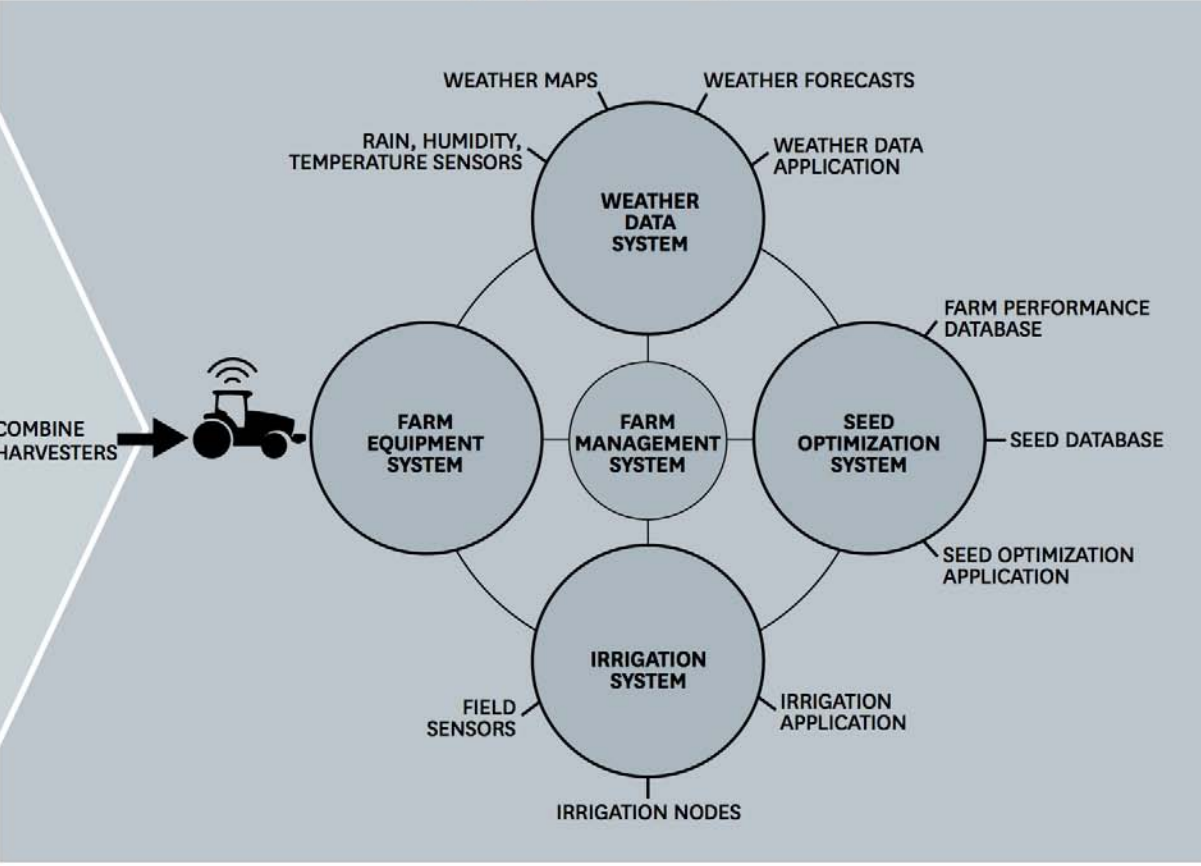 WEATHER MAPS
WEATHER FORECASTS
RAIN, HUMIDITY,
TEMPERATURE SENSORS
WEATHER DATA
APPLICATION
WEATHER
DATA
SYSTEM
FARM PERFORMANCE
DATABASE
COMBINE
HARVESTERS
FARM
EQUIPMENT
SYSTEM
FARM
MANAGEMENT
SYSTEM
SEED
OPTIMIZATION
SYSTEM
SEED DATABASE
SEED OPTIMIZATION
APPLICATION
IRRIGATION
SYSTEM
FIELD
SENSORS
IRRIGATION
APPLICATION
IRRIGATION NODES